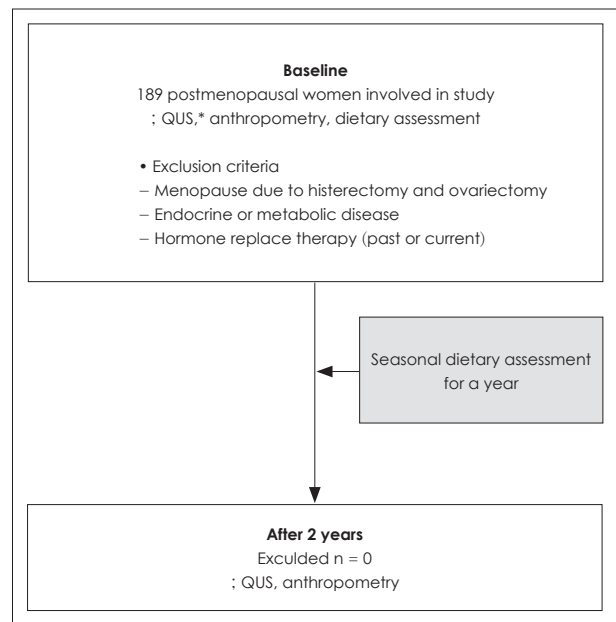 Baseline
189 postmenopausal women involved in study
; QUS,* anthropometry, dietary assessment
• Exclusion criteria
– Menopause due to histerectomy and ovariectomy
– Endocrine or metabolic disease
– Hormone replace therapy (past or current)
Seasonal dietary assessment
for a year
After 2 years
Exculded n = 0
; QUS, anthropometry